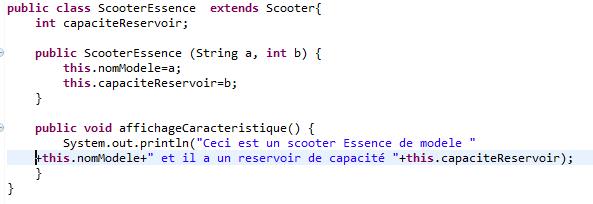 public class ScooterEssence  extends Scooter{
int capaciteReservoir;
public ScooterEssence (String a, int b) {
this.nomModele=a;
this.capaciteReservoir=b;
}
public void affichageCaracteristique() {
System.out.println("Ceci est un scooter Essence de modele "
+this.nomModele+" et il a un reservoir de capacité "+this.capaciteReservoir);
}
}